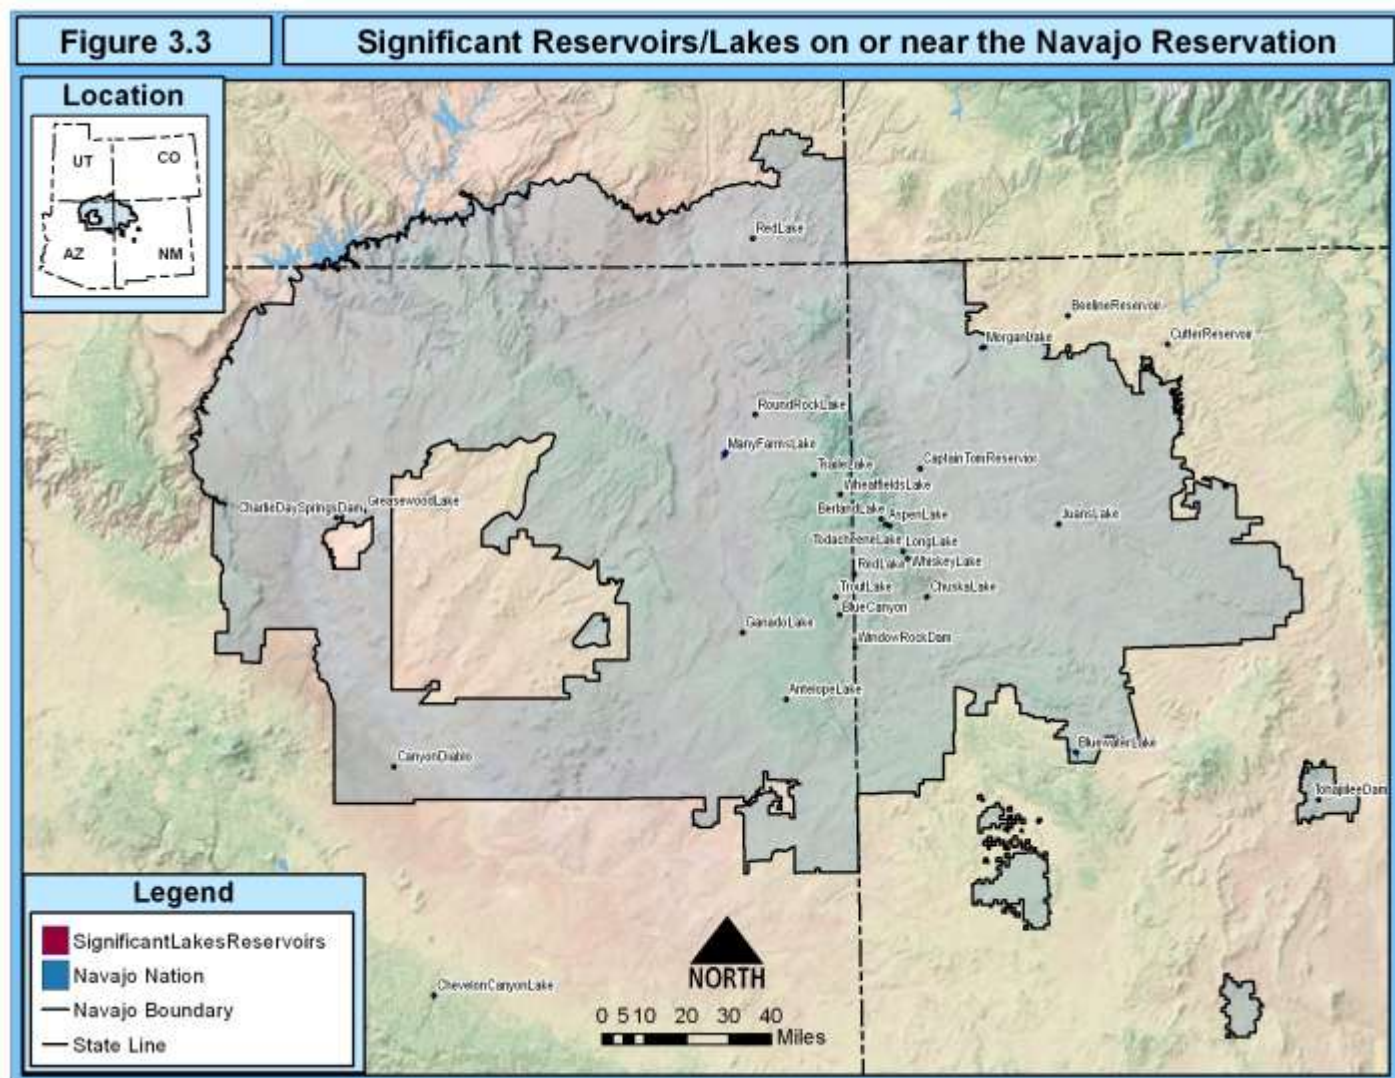 Figure 3.3
Significant Reservoirs/Lakes on or near the Navajo Reservation
Location
UT
CO
AZ
NM
RedLake
BeelineReservoir
MorganLake
CutterReservoir
RoundRockLake
ManyFarmsLake
TsaileLake
CaptainTomReservior
WheatfieldsLake
CharlieDaySpringsDam
GreasewoodLake
BerlandLake
AspenLake
JuansLake
TodacheeneLake
LongLake
RedLake
WhiskeyLake
TroutLake
ChuskaLake
BlueCanyon
GanadoLake
WindowRockDam
AntelopeLake
CanyonDiablo
BluewaterLake
TohajileeDam
Legend
SignificantLakesReservoirs
Navajo Nation
Navajo Boundary
State Line
ChevelonCanyonLake
NORTH
0 5 10 20 30 40
Miles